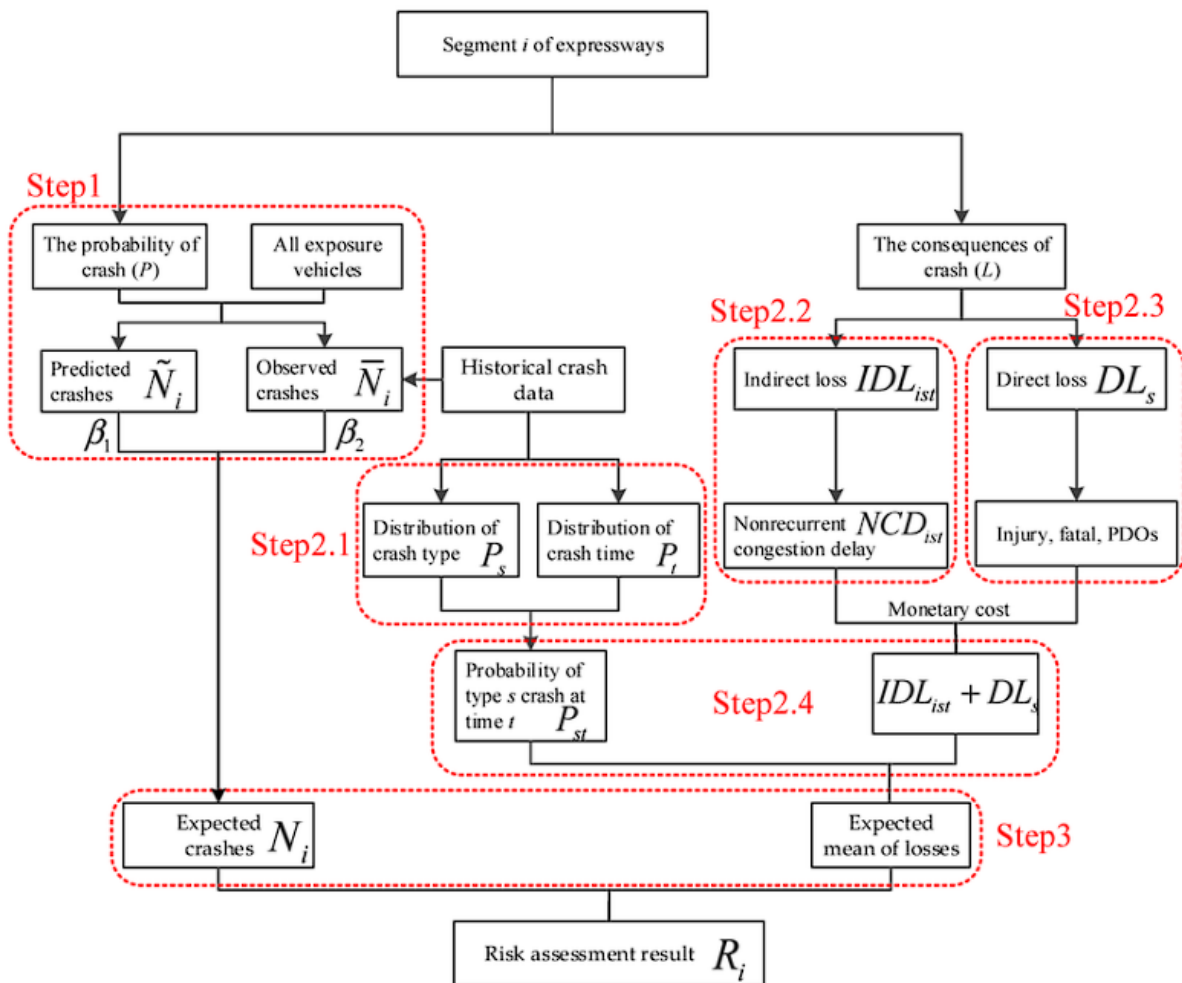 Segment i of expressways
Step1
The probability of
crash (P)
All exposure
vehicles
The consequences of
crash (L)
Step2.2
Step2.3
Predicted
crashes Ñᵢ
Observed
crashes N̅ᵢ
Historical crash
data
Indirect loss IDLᵢₛₜ
Direct loss DLₛ
β₁
β₂
Step2.1
Distribution of
crash type Pₛ
Distribution of
crash time Pₜ
Nonrecurrent NCDᵢₛₜ
congestion delay
Injury, fatal, PDOs
Monetary cost
Probability of
type s crash at
time t Pₛₜ
Step2.4
IDLᵢₛₜ + DLₛ
Expected
crashes Nᵢ
Expected
mean of losses
Step3
Risk assessment result Rᵢ